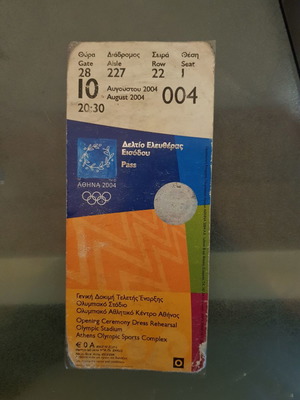 Θύρα Διάδρομος Σειρά Θέση
Gate Aisle Row Seat
28 227 22 1
10 Αυγούστου 2004
August 2004
004
20:30
Δελτίο Ελευθέρας
Εισόδου
Pass
ΑΘΗΝΑ 2004
Γενική Δοκιμή Τελετής Έναρξης
Ολυμπιακό Στάδιο
Ολυμπιακό Αθλητικό Κέντρο Αθήνας
Opening Ceremony Dress Rehearsal
Olympic Stadium
Athens Olympic Sports Complex
€ 0 Α